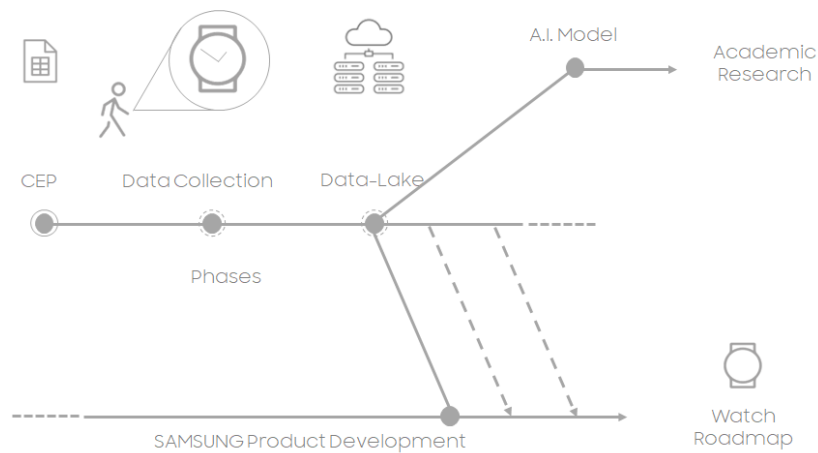 A.I. Model
Academic
Research
CEP
Data Collection
Data-Lake
Phases
SAMSUNG Product Development
Watch
Roadmap